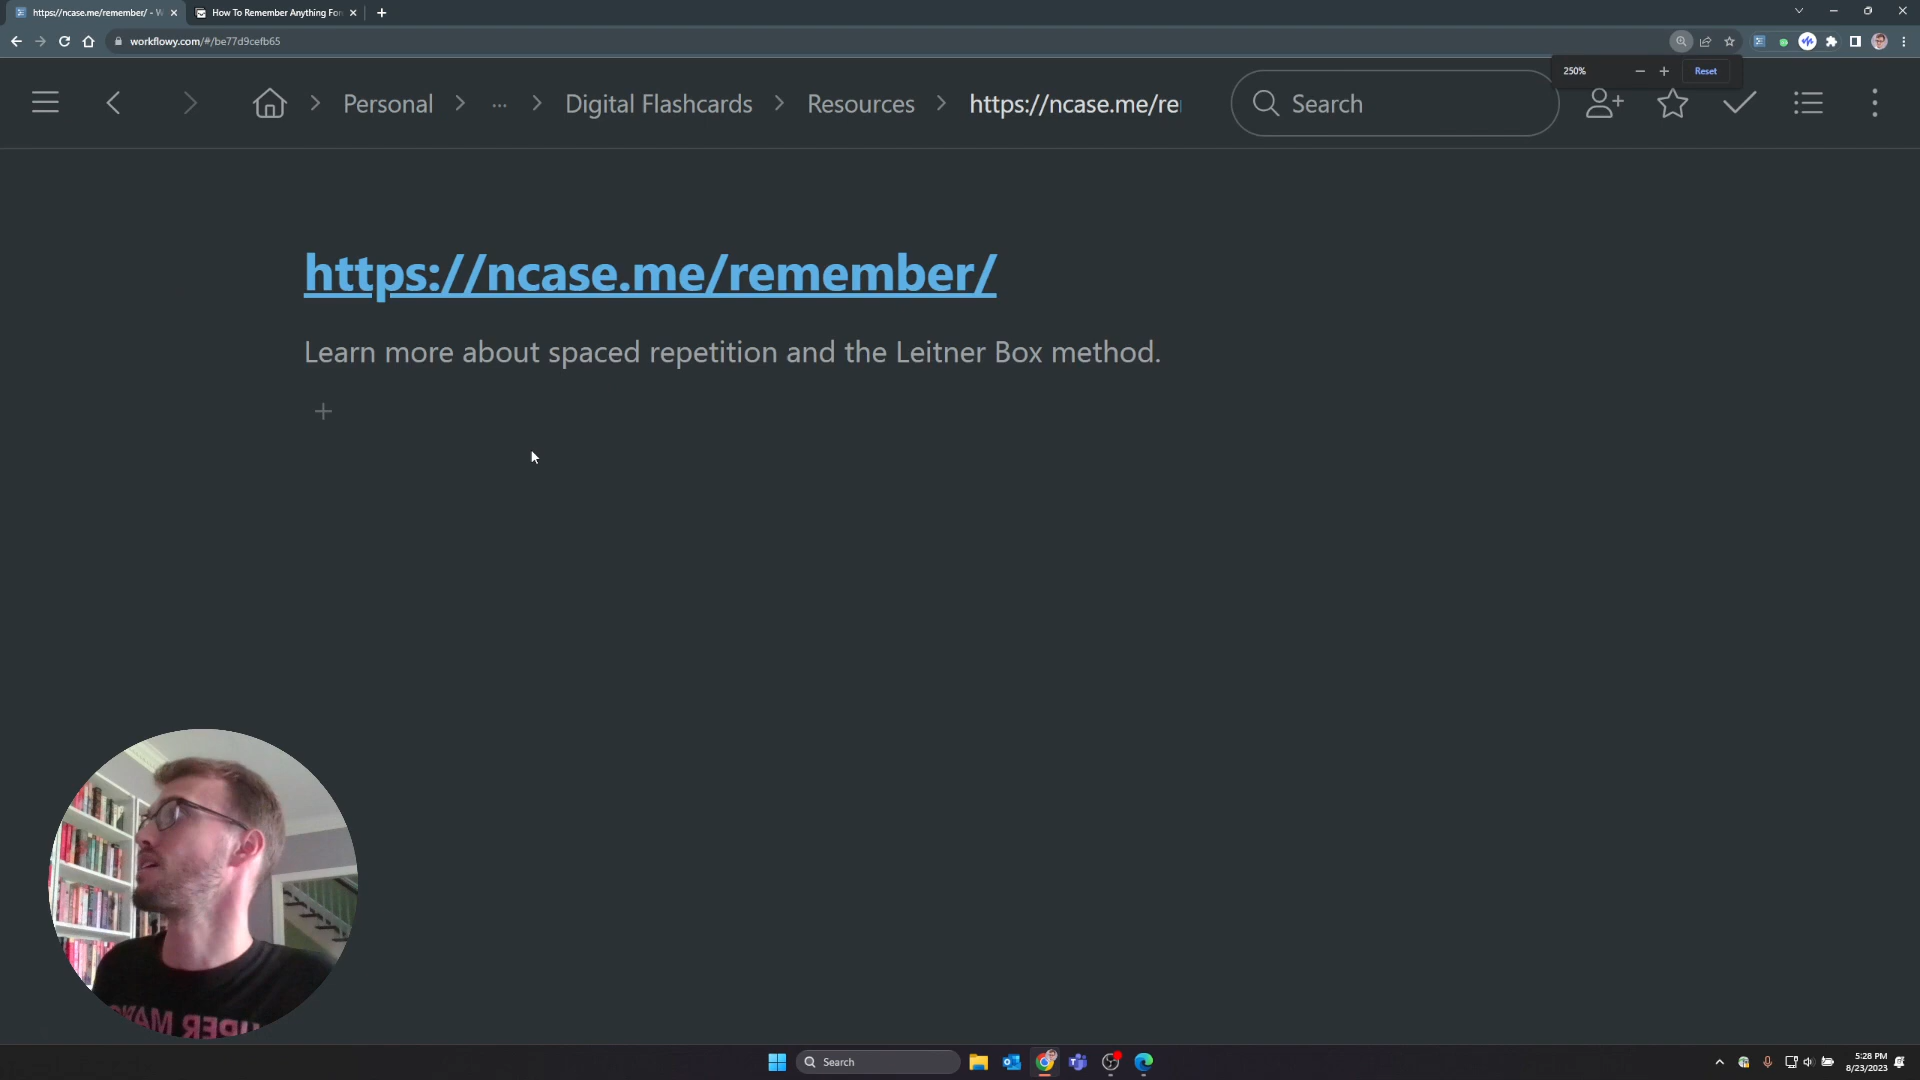 https://ncase.me/remember/ - W
How To Remember Anything For
workflowy.com/#/be77d9cefb65
250%
Reset
Personal
...
Digital Flashcards
Resources
https://ncase.me/re
Search
https://ncase.me/remember/
Learn more about spaced repetition and the Leitner Box method.
Search
5:28 PM
8/23/2023